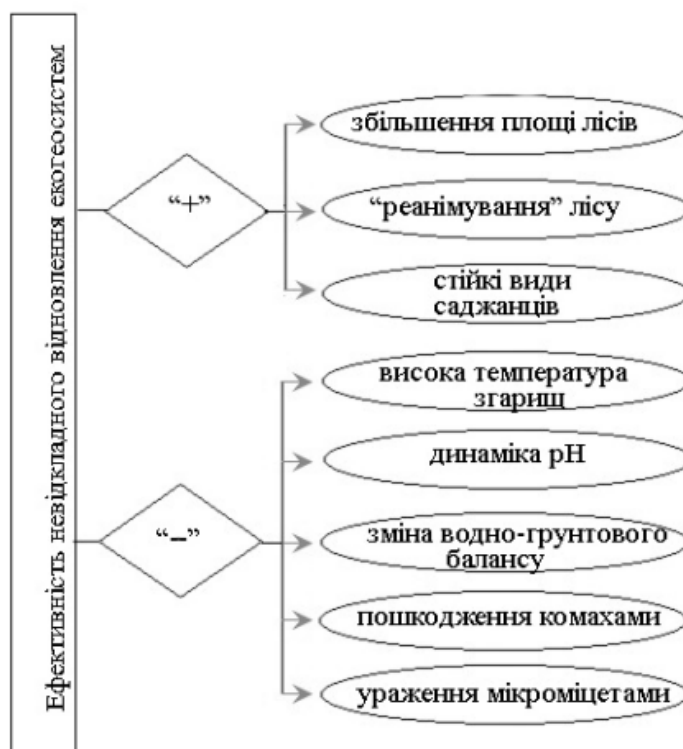 Ефективність невідкладного відновлення екогеосистем
“+”
збільшення площі лісів
“реанімування” лісу
стійкі види
саджанців
“–”
висока температура
згарищ
динаміка рН
зміна водно-грунтового
балансу
пошкодження комахами
ураження мікроміцетами